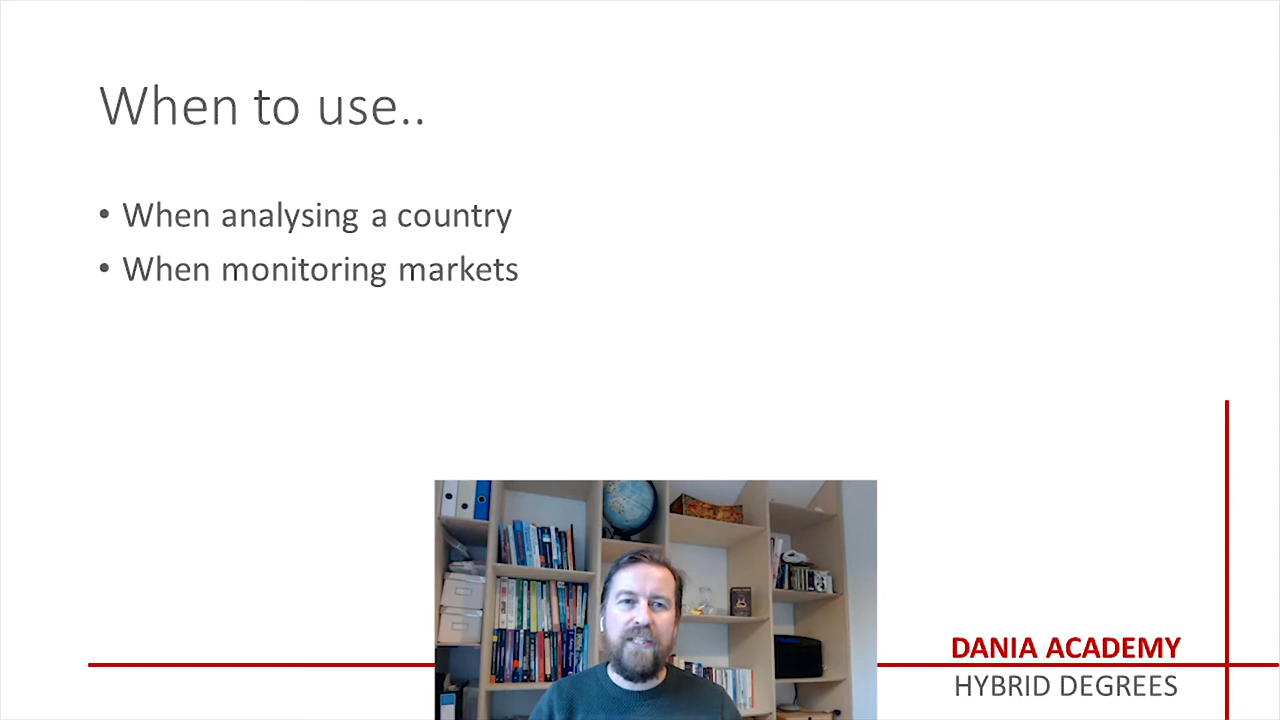 When to use..
• When analysing a country
• When monitoring markets
DANIA ACADEMY
HYBRID DEGREES